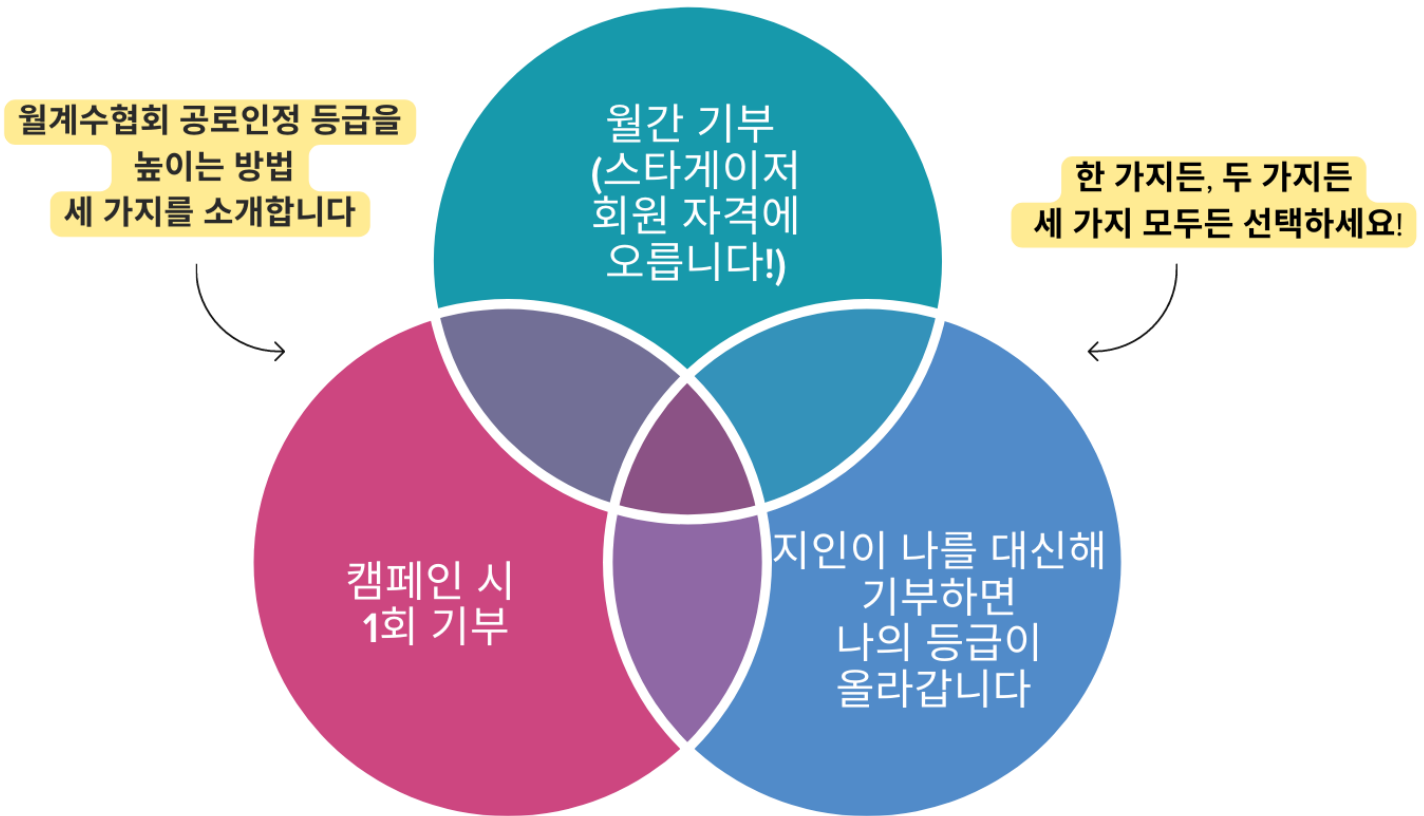 월계수협회 공로인정 등급을
높이는 방법
세 가지를 소개합니다
월간 기부
(스타게이저
회원 자격에
오릅니다!)
한 가지든, 두 가지든
세 가지 모두든 선택하세요!
캠페인 시
1회 기부
지인이 나를 대신해
기부하면
나의 등급이
올라갑니다